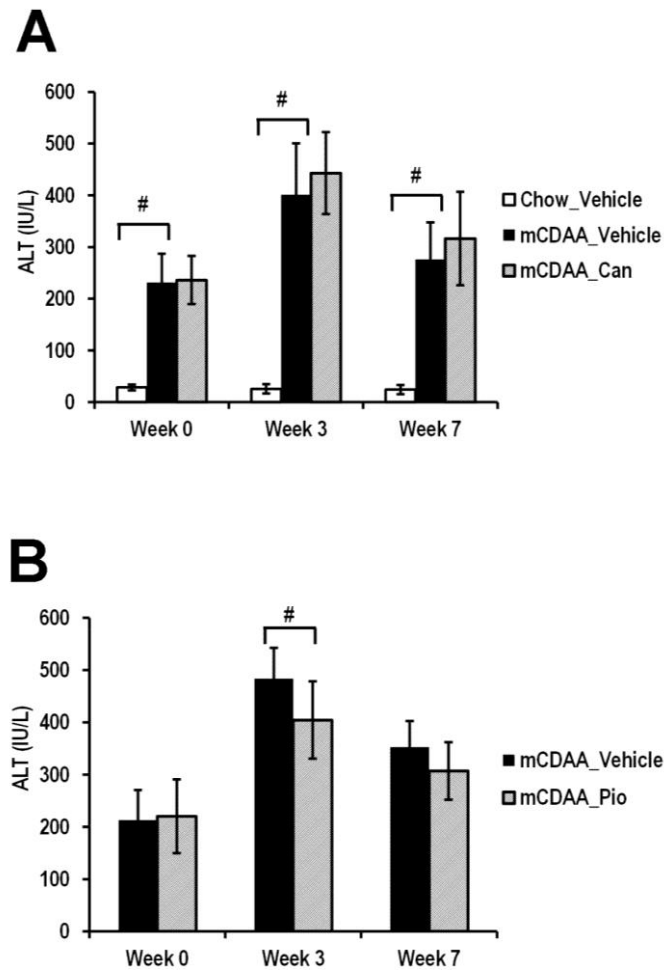 A
600
500
400
300
200
100
0
ALT (IU/L)
#
#
#
Week 0
Week 3
Week 7
Chow_Vehicle
mCDAA_Vehicle
mCDAA_Can
B
600
500
400
300
200
100
0
ALT (IU/L)
#
Week 0
Week 3
Week 7
mCDAA_Vehicle
mCDAA_Pio